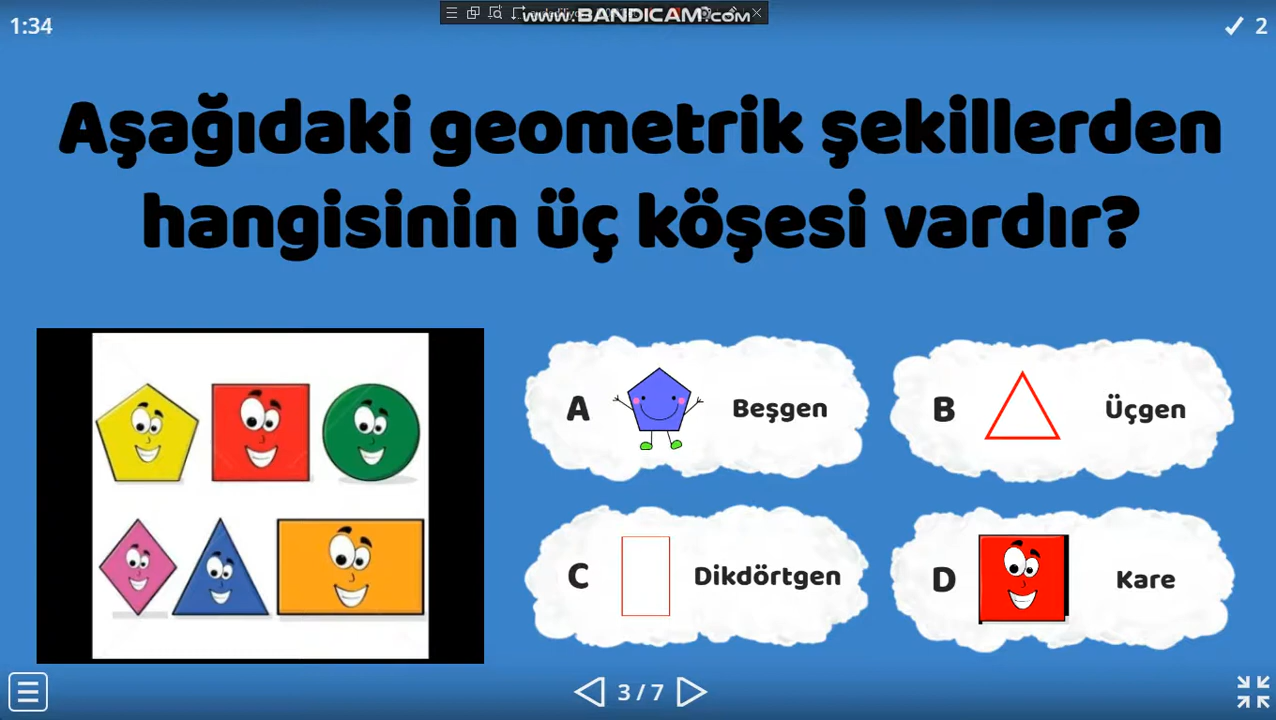 www.BANDICAM.com
1:34
2
Aşağıdaki geometrik şekillerden
hangisinin üç köşesi vardır?
A Beşgen
B Üçgen
C Dikdörtgen
D Kare
3 / 7